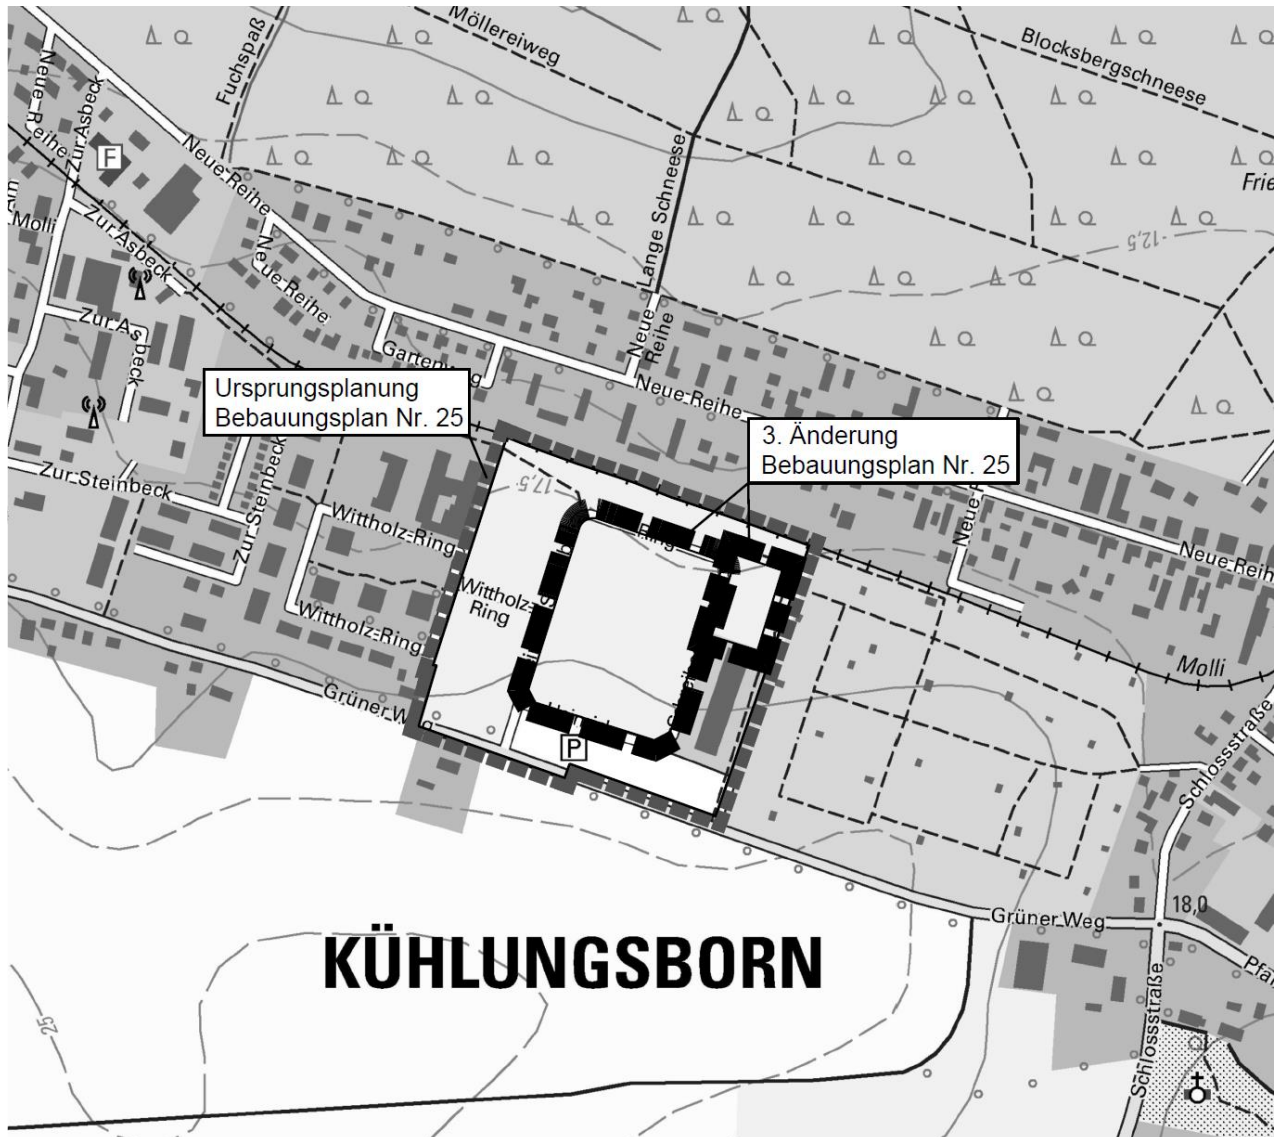 Möllereiweg
Blocksbergschneese
Fuchspaß
Neue Reihe
Zur Asbeck
F
Neue Reihe
Frie
Lange Schneese
Molli
Zur Asbeck
Neue Reihe
-12,5-
Zur Asbeck
Gartenweg
Neue Reihe
Neue Reihe
Ursprungsplanung
Bebauungsplan Nr. 25
3. Änderung
Bebauungsplan Nr. 25
Zur Steinbeck
Zur Steinbeck
17,5
Wittholz-Ring
Ring
Neue R
Neue Reih
Wittholz-
Ring
Wittholz-Ring
Molli
Grüner Weg
P
Schlossstraße
18,0
Grüner Weg
KÜHLUNGSBORN
Pfar
25
Schlossstraße